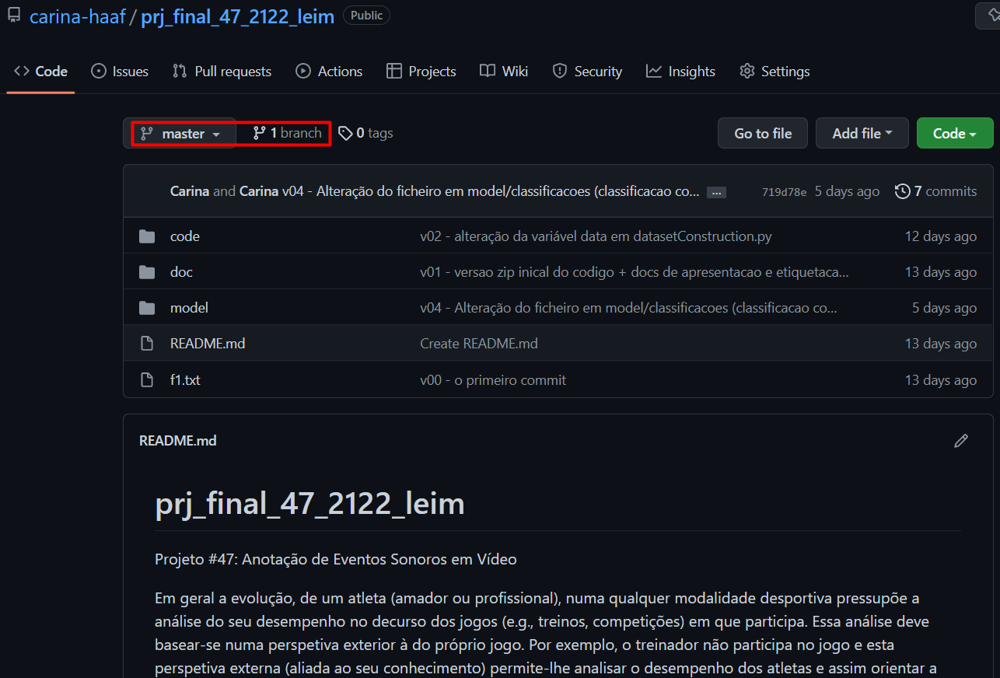 carina-haaf / prj_final_47_2122_leim Public
Code Issues Pull requests Actions Projects Wiki Security Insights Settings
master 1 branch 0 tags Go to file Add file Code
Carina and Carina v04 - Alteração do ficheiro em model/classificacoes (classificacao co... ... 719d78e 5 days ago 7 commits
code v02 - alteração da variável data em datasetConstruction.py 12 days ago
doc v01 - versao zip inical do codigo + docs de apresentacao e etiquetaca... 13 days ago
model v04 - Alteração do ficheiro em model/classificacoes (classificacao co... 5 days ago
README.md Create README.md 13 days ago
f1.txt v00 - o primeiro commit 13 days ago
README.md
prj_final_47_2122_leim
Projeto #47: Anotação de Eventos Sonoros em Vídeo
Em geral a evolução, de um atleta (amador ou profissional), numa qualquer modalidade desportiva pressupõe a
análise do seu desempenho no decurso dos jogos (e.g., treinos, competições) em que participa. Essa análise deve
basear-se numa perspetiva exterior à do próprio jogo. Por exemplo, o treinador não participa no jogo e esta
perspetiva externa (aliada ao seu conhecimento) permite-lhe analisar o desempenho dos atletas e assim orientar a